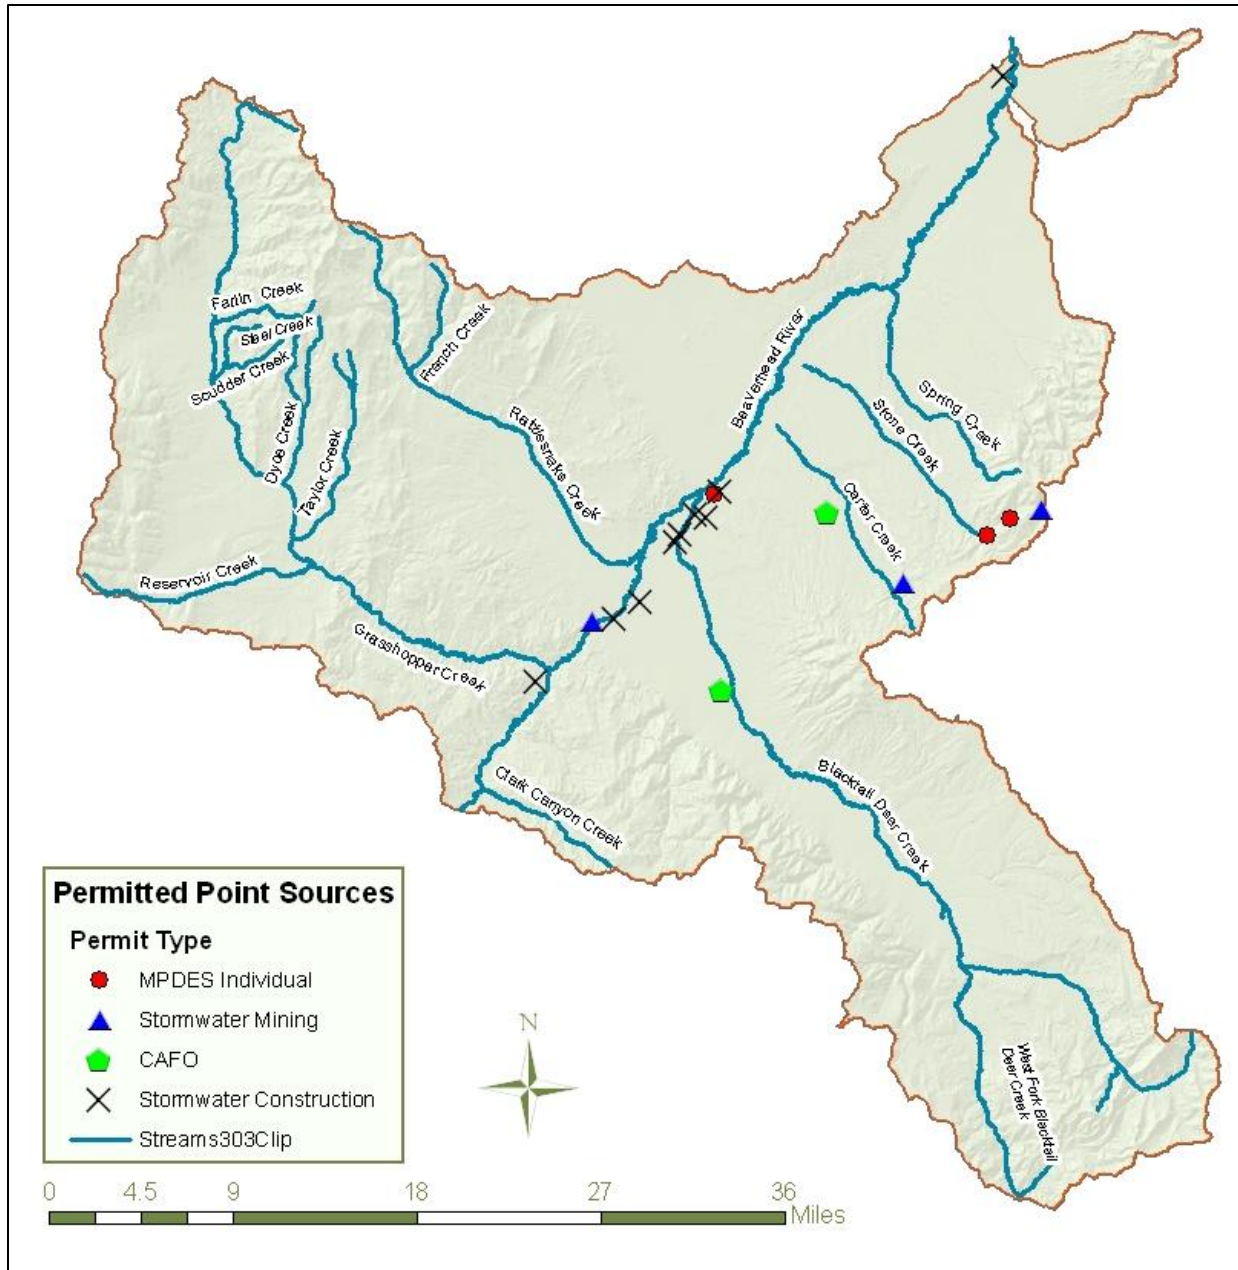 Farlin Creek
Steel Creek
Scudder Creek
French Creek
Beaverhead River
Spring Creek
Stone Creek
Rattlesnake Creek
Dyce Creek
Taylor Creek
Carter Creek
Reservoir Creek
Grasshopper Creek
Clark Canyon Creek
Blacktail Deer Creek
West Fork Blacktail
Deer Creek
Permitted Point Sources
Permit Type
MPDES Individual
Stormwater Mining
CAFO
Stormwater Construction
Streams303Clip
N
0 4.5 9 18 27 36
Miles